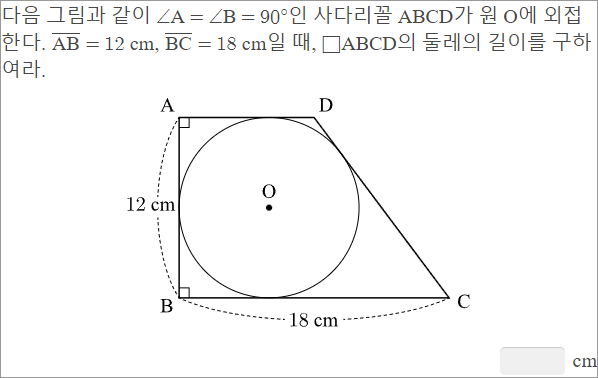 다음 그림과 같이 ∠A = ∠B = 90°인 사다리꼴 ABCD가 원 O에 외접
한다. AB = 12 cm, BC = 18 cm일 때, □ABCD의 둘레의 길이를 구하
여라.
A
D
O
12 cm
B
C
18 cm
cm